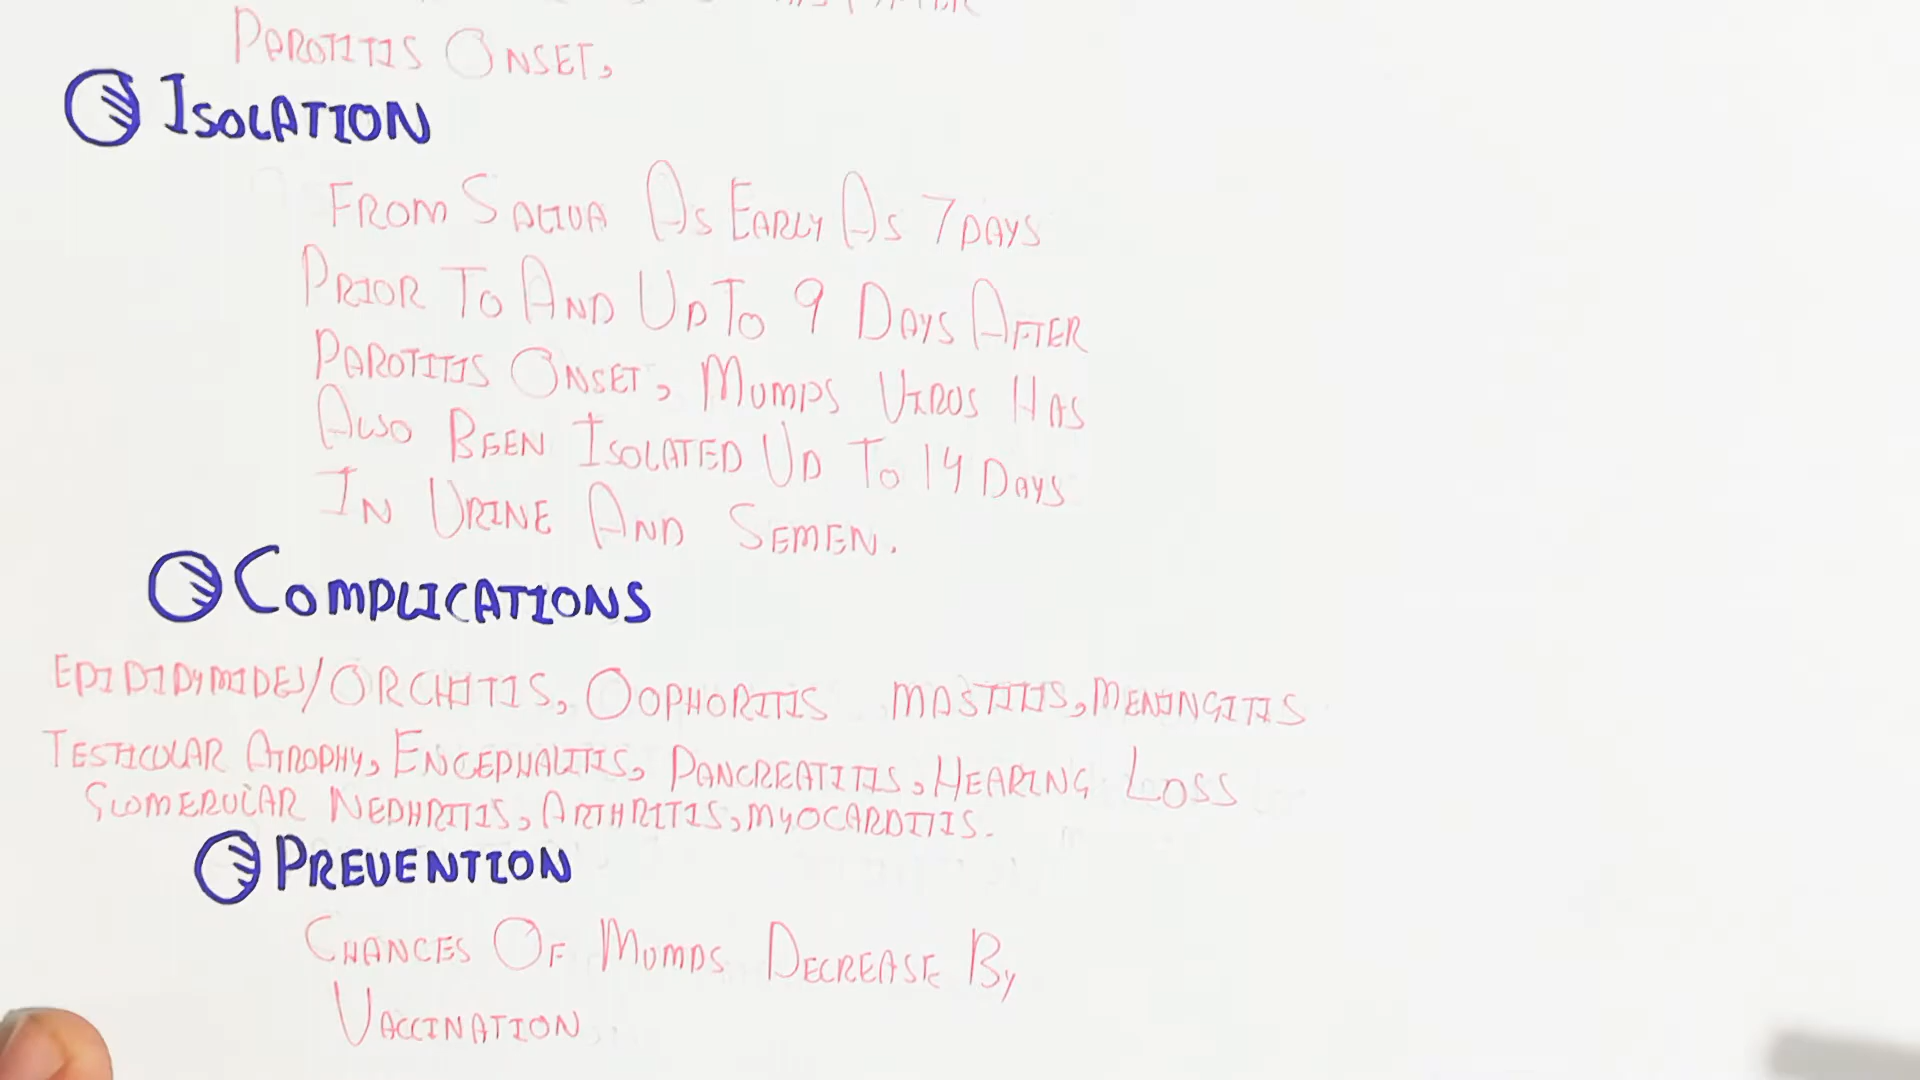 PAROTITIS ONSET,
ISOLATION
FROM SALIVA AS EARLY AS 7 DAYS
PRIOR TO AND UP TO 9 DAYS AFTER
PAROTITIS ONSET, MUMPS VIRUS HAS
ALSO BEEN ISOLATED UP TO 14 DAYS
IN URINE AND SEMEN.
COMPLICATIONS
EPIDIDYMIDES/ORCHITIS, OOPHORITIS MASTITIS, MENINGITIS
TESTICULAR ATROPHY, ENCEPHALITIS, PANCREATITIS, HEARING LOSS
GLOMERULAR NEPHRITIS, ARTHRITIS, MYOCARDITIS.
PREVENTION
CHANCES OF MUMPS DECREASE BY
VACCINATION